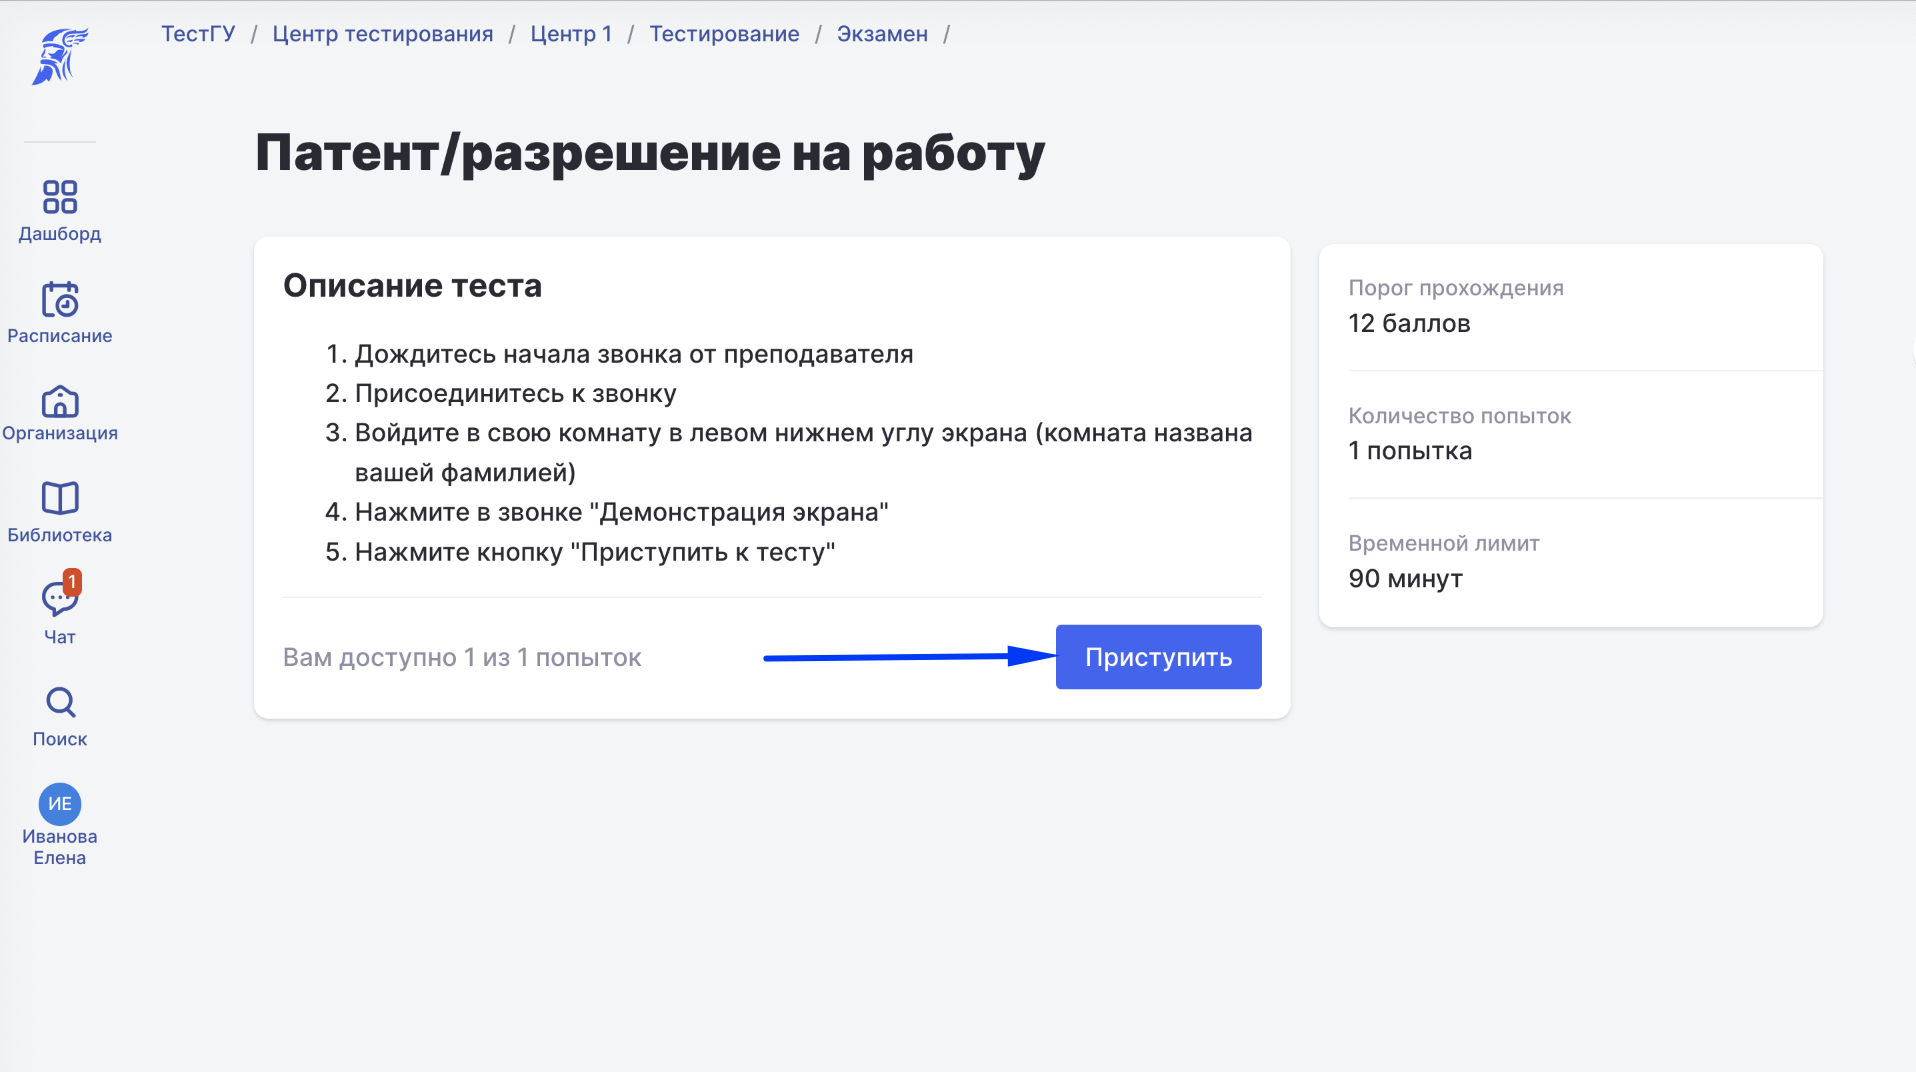 ТестГУ / Центр тестирования / Центр 1 / Тестирование / Экзамен /
Патент/разрешение на работу
Дашборд
Расписание
Организация
Библиотека
1
Чат
Поиск
ИЕ
Иванова
Елена
Описание теста
1. Дождитесь начала звонка от преподавателя
2. Присоединитесь к звонку
3. Войдите в свою комнату в левом нижнем углу экрана (комната названа
вашей фамилией)
4. Нажмите в звонке "Демонстрация экрана"
5. Нажмите кнопку "Приступить к тесту"
Вам доступно 1 из 1 попыток
Приступить
Порог прохождения
12 баллов
Количество попыток
1 попытка
Временной лимит
90 минут